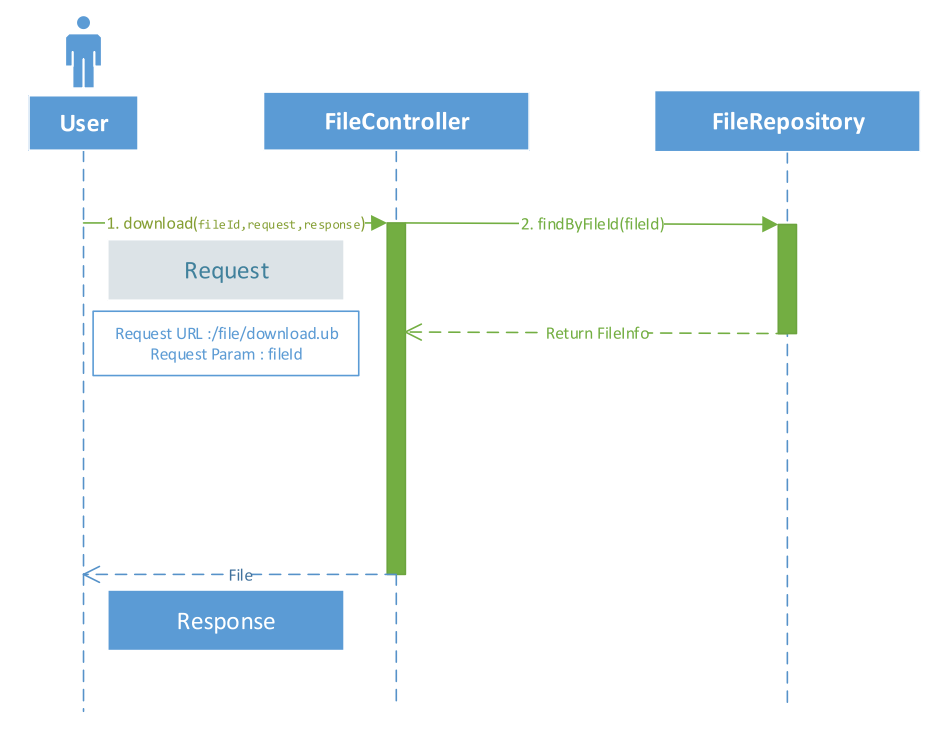 User
FileController
FileRepository
1. download(fileId,request,response)
2. findByFileId(fileId)
Request
Request URL :/file/download.ub
Request Param : fileId
Return FileInfo
File
Response